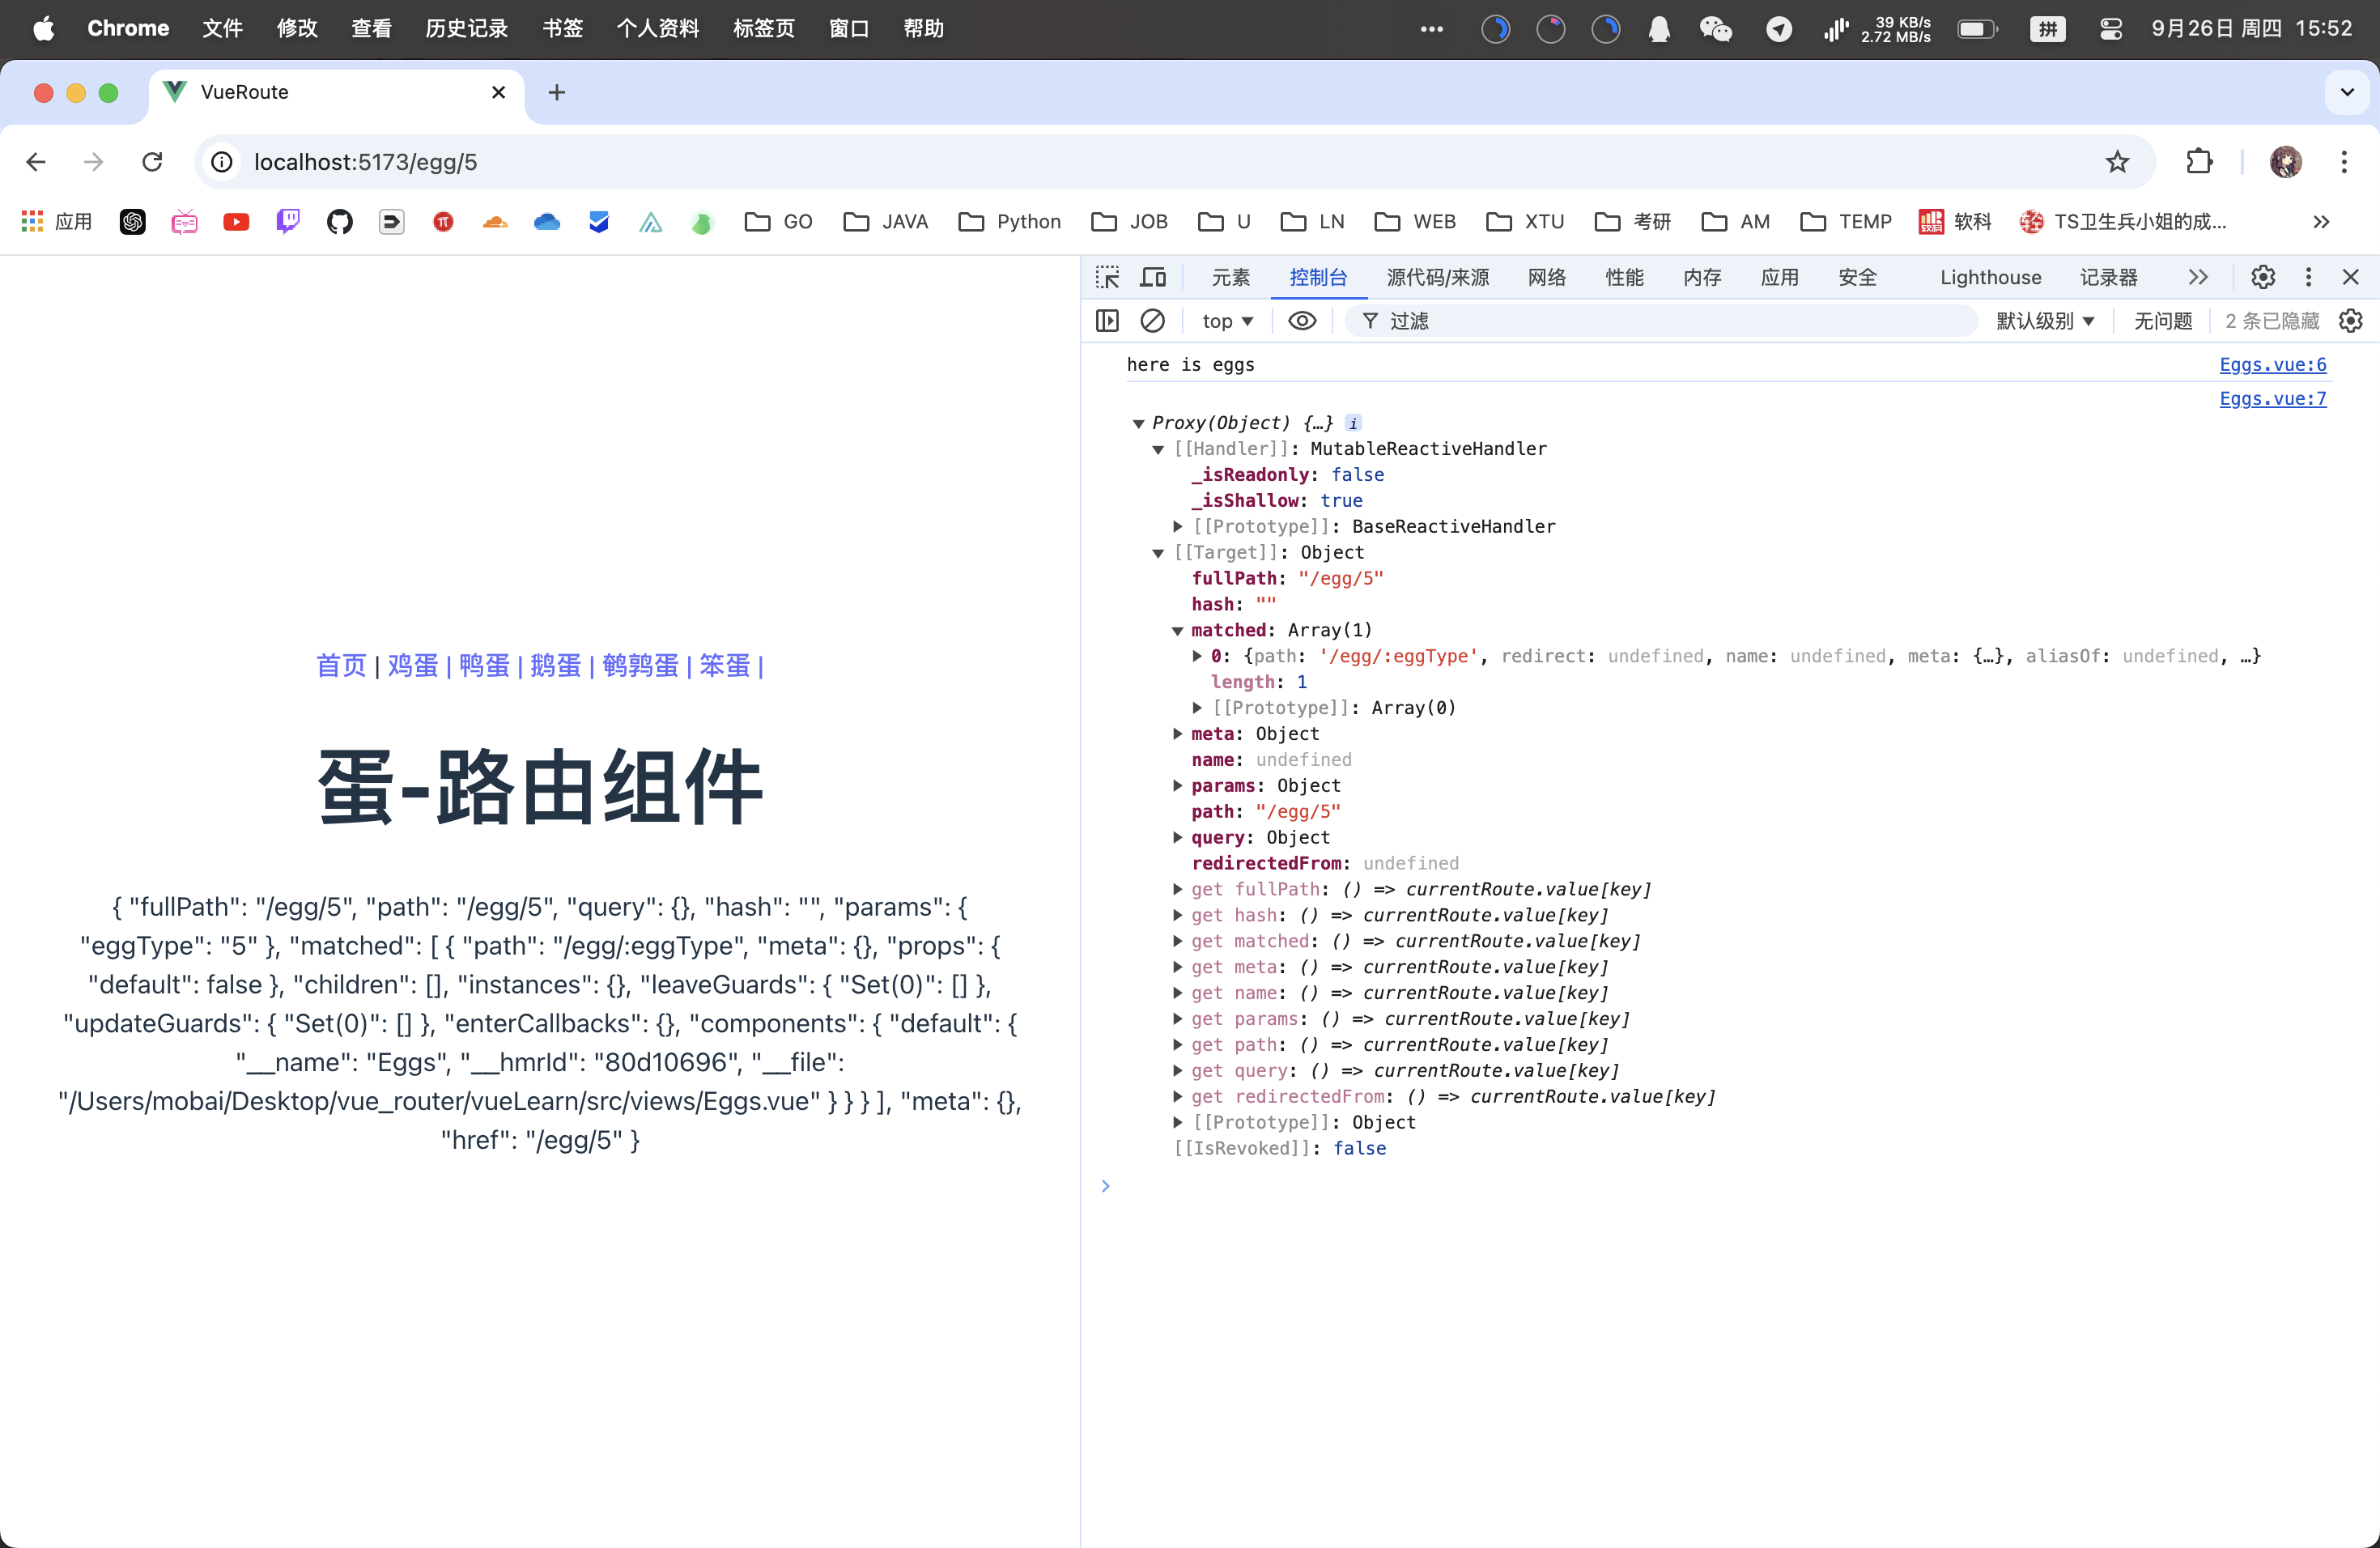 Chrome 文件 修改 查看 历史记录 书签 个人资料 标签页 窗口 帮助 39 KB/s 2.72 MB/s 拼 9月26日 周四 15:52
VueRoute
localhost:5173/egg/5
应用 GO JAVA Python JOB U LN WEB XTU 考研 AM TEMP 软科 TS卫生兵小姐的成...
元素 控制台 源代码/来源 网络 性能 内存 应用 安全 Lighthouse 记录器
top 过滤 默认级别 无问题 2 条已隐藏
here is eggs Eggs.vue:6
Eggs.vue:7
Proxy(Object) {…} i
[[Handler]]: MutableReactiveHandler
_isReadonly: false
_isShallow: true
[[Prototype]]: BaseReactiveHandler
[[Target]]: Object
fullPath: "/egg/5"
hash: ""
matched: Array(1)
0: {path: '/egg/:eggType', redirect: undefined, name: undefined, meta: {…}, aliasOf: undefined, …}
length: 1
[[Prototype]]: Array(0)
meta: Object
name: undefined
params: Object
path: "/egg/5"
query: Object
redirectedFrom: undefined
get fullPath: () => currentRoute.value[key]
get hash: () => currentRoute.value[key]
get matched: () => currentRoute.value[key]
get meta: () => currentRoute.value[key]
get name: () => currentRoute.value[key]
get params: () => currentRoute.value[key]
get path: () => currentRoute.value[key]
get query: () => currentRoute.value[key]
get redirectedFrom: () => currentRoute.value[key]
[[Prototype]]: Object
[[IsRevoked]]: false
首页 | 鸡蛋 | 鸭蛋 | 鹅蛋 | 鹌鹑蛋 | 笨蛋 |
蛋-路由组件
{ "fullPath": "/egg/5", "path": "/egg/5", "query": {}, "hash": "", "params": {
"eggType": "5" }, "matched": [ { "path": "/egg/:eggType", "meta": {}, "props": {
"default": false }, "children": [], "instances": {}, "leaveGuards": { "Set(0)": [] },
"updateGuards": { "Set(0)": [] }, "enterCallbacks": {}, "components": { "default": {
"__name": "Eggs", "__hmrId": "80d10696", "__file":
"/Users/mobai/Desktop/vue_router/vueLearn/src/views/Eggs.vue" } } } ], "meta": {},
"href": "/egg/5" }